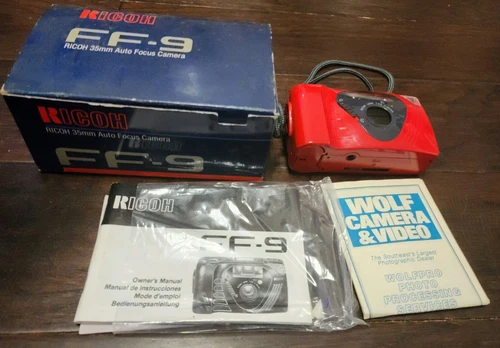 RICOH
FF-9
RICOH 35mm Auto Focus Camera
RICOH
RICOH 35mm Auto Focus Camera
FF-9
RICOH
FF-9
Owner's Manual
Manual de instrucciones
Mode d'emploi
Bedienungsanleitung
WOLF
CAMERA
& VIDEO
The Southeast's Largest
Photographic Dealer
WOLFPRO
PHOTO
PROCESSING
SERVICES